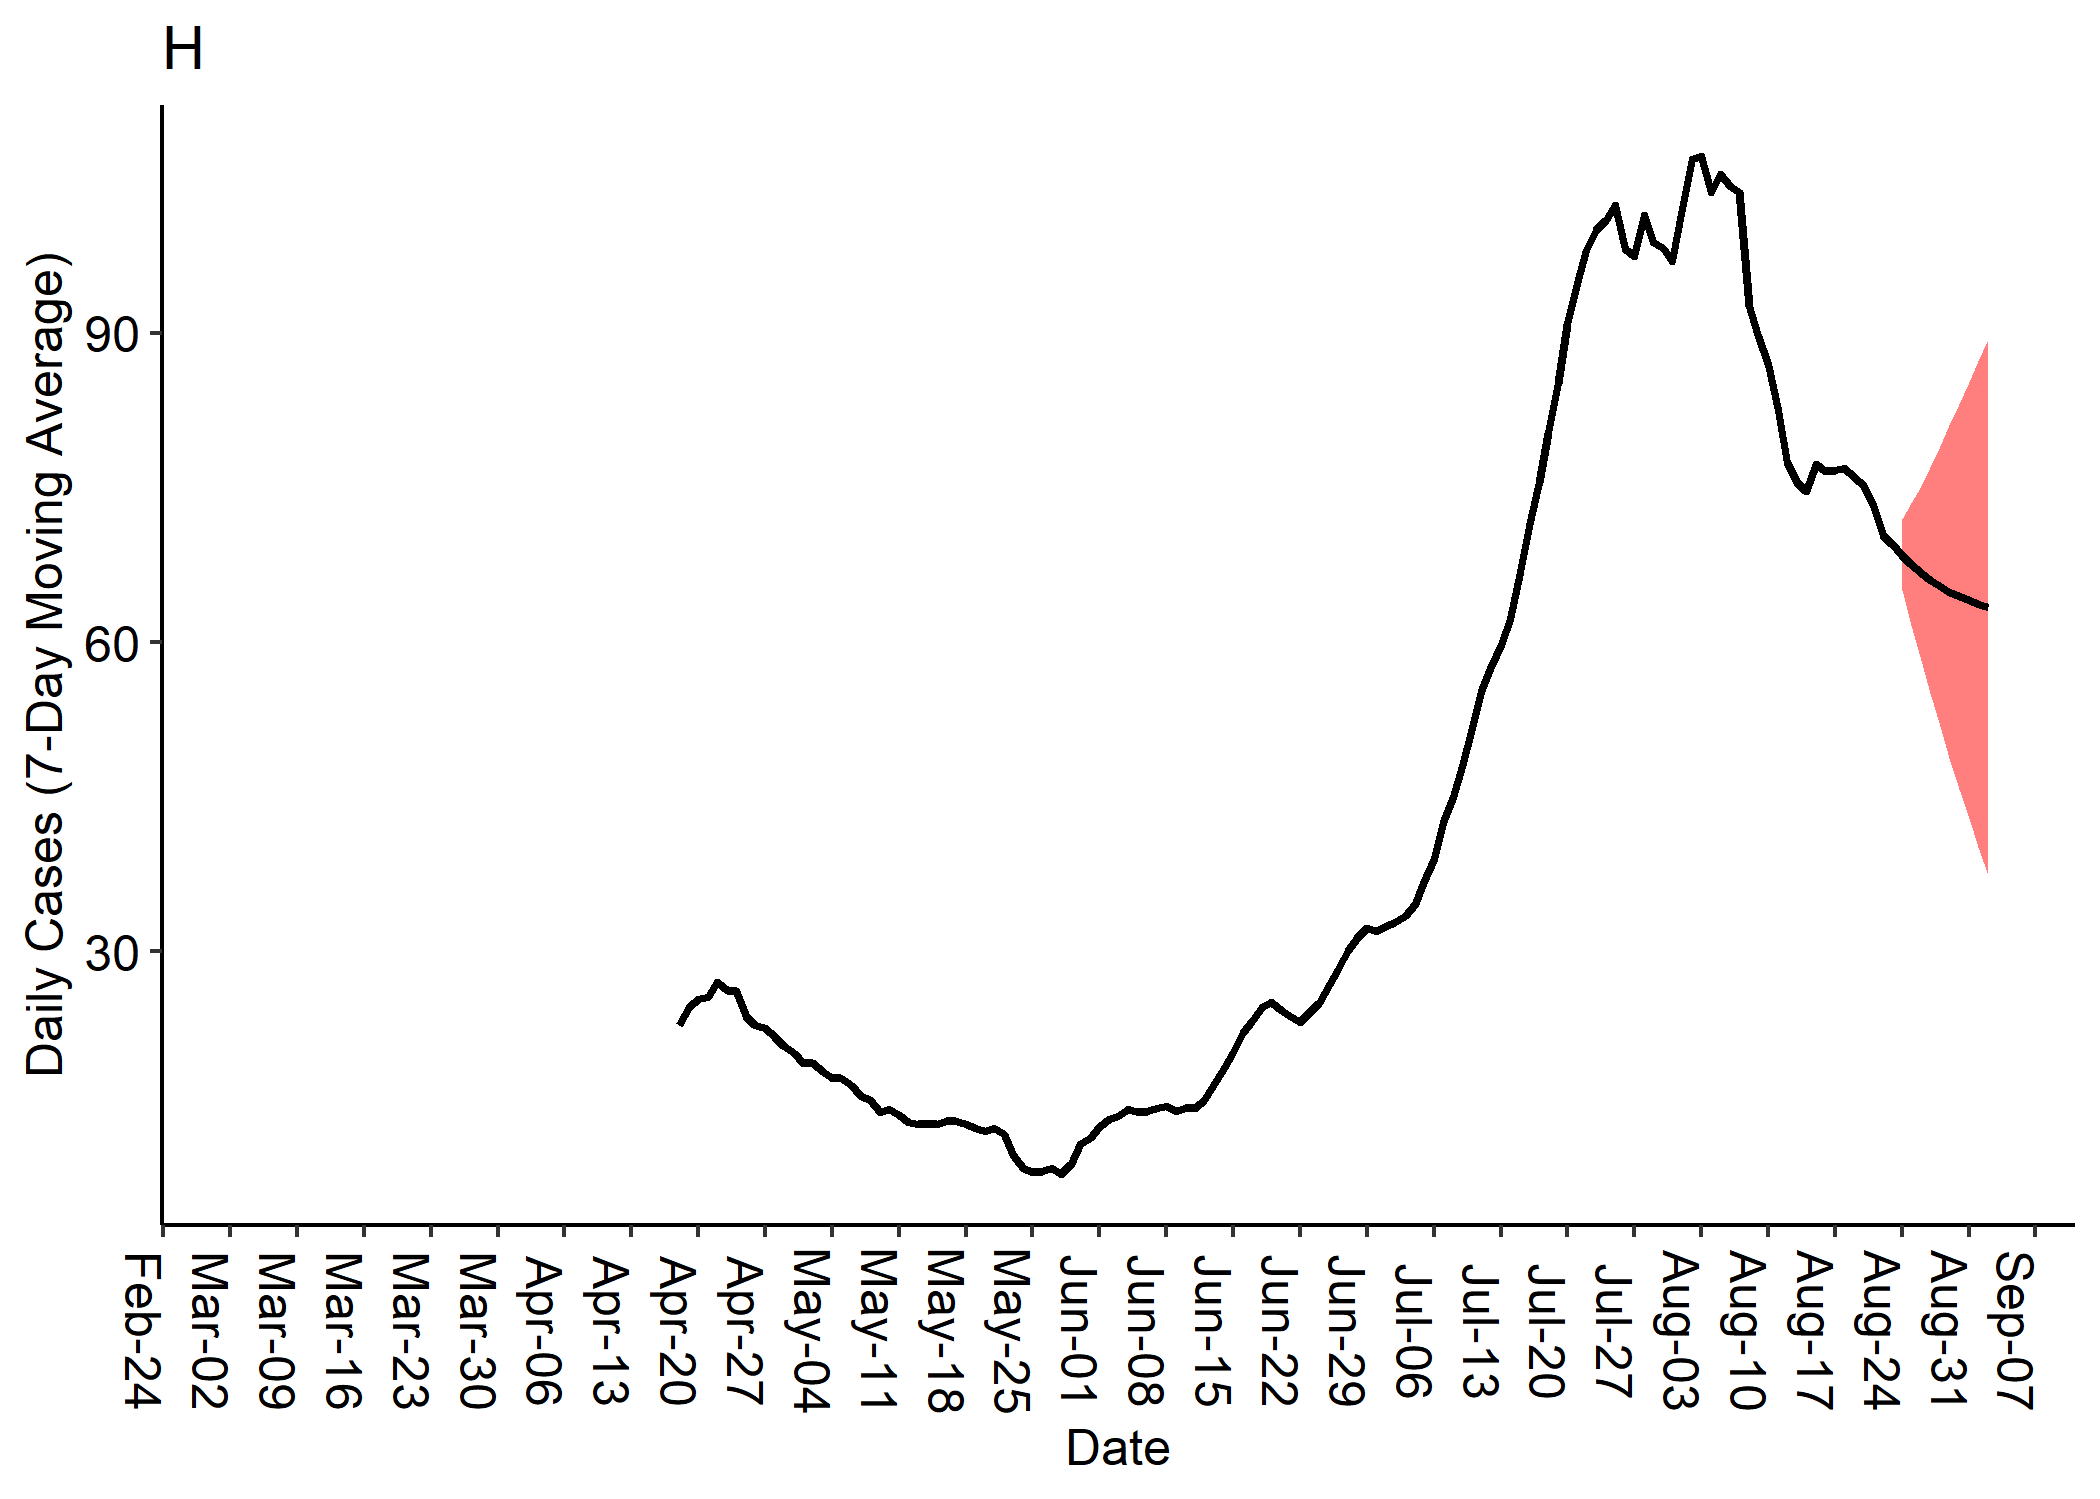 H
Daily Cases (7-Day Moving Average)
90
60
30
Feb-24
Mar-02
Mar-09
Mar-16
Mar-23
Mar-30
Apr-06
Apr-13
Apr-20
Apr-27
May-04
May-11
May-18
May-25
Jun-01
Jun-08
Jun-15
Jun-22
Jun-29
Jul-06
Jul-13
Jul-20
Jul-27
Aug-03
Aug-10
Aug-17
Aug-24
Aug-31
Sep-07
Date